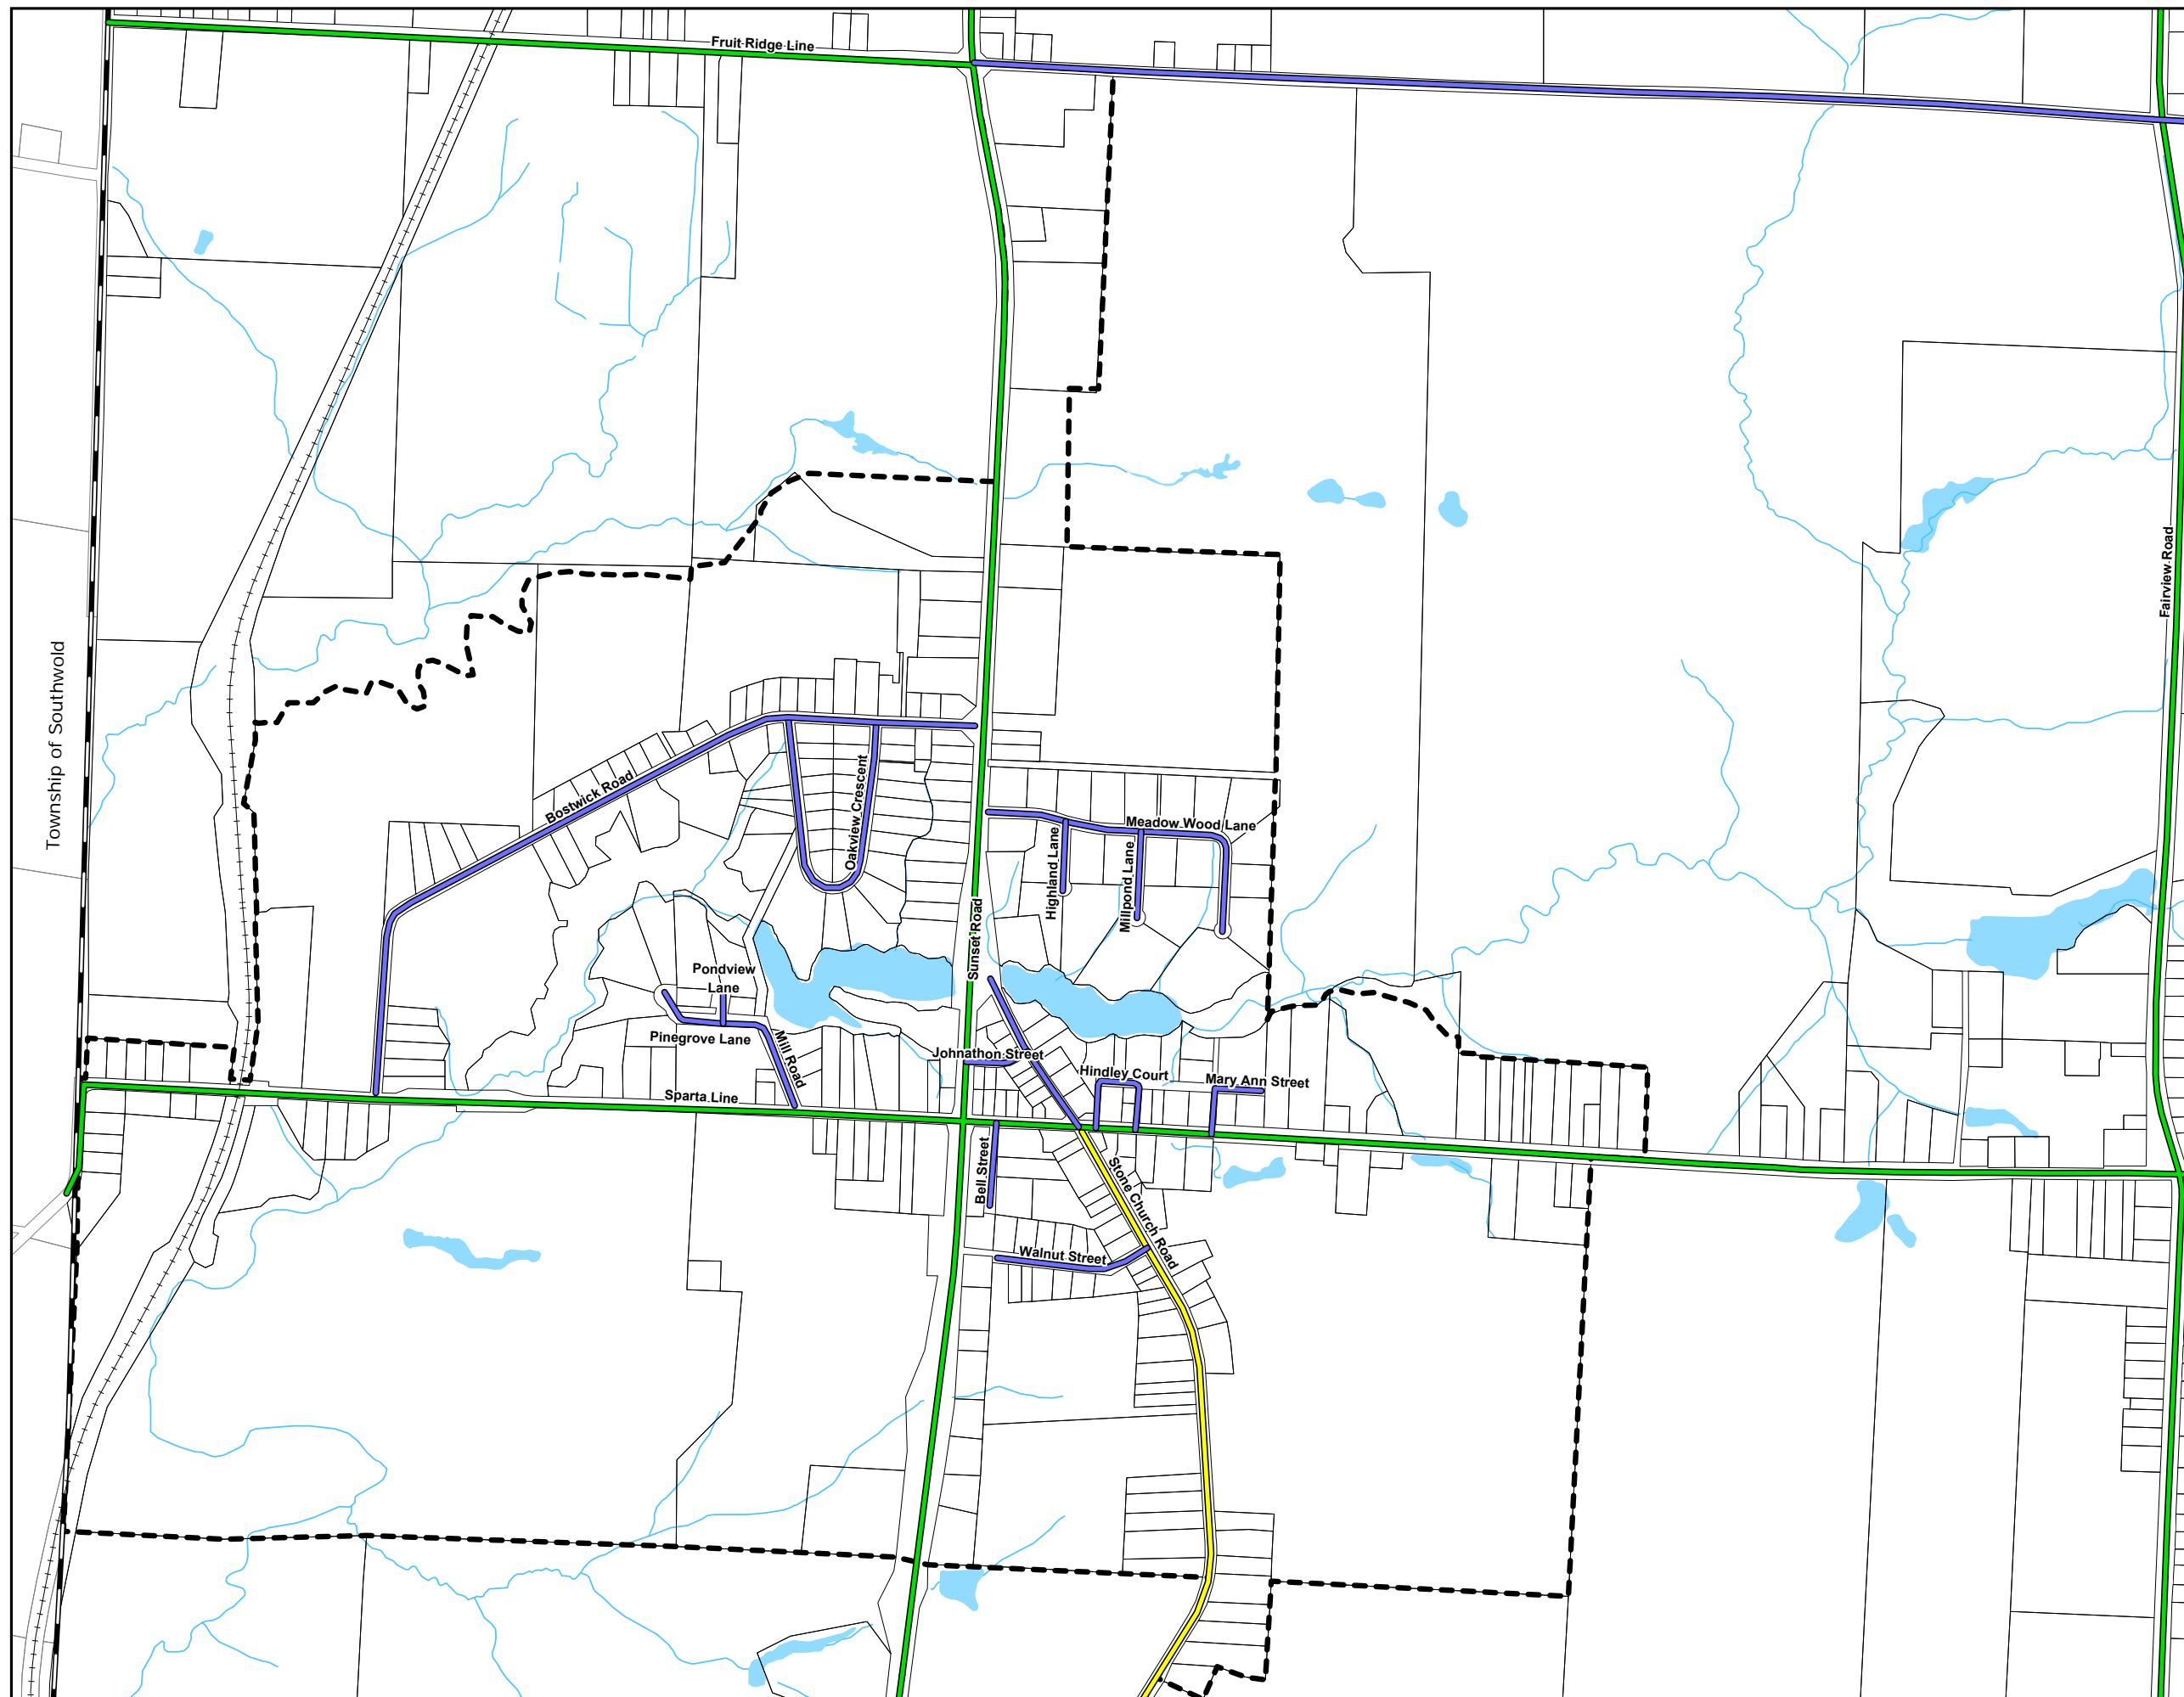 Fruit Ridge Line
Fairview Road
Township of Southwold
Bostwick Road
Oakview Crescent
Meadow Wood Lane
Highland Lane
Millpond Lane
Sunset Road
Pondview
Lane
Pinegrove Lane
Mill Road
Johnathon Street
Hindley Court
Mary Ann Street
Sparta Line
Bell Street
Stone Church Road
Walnut Street